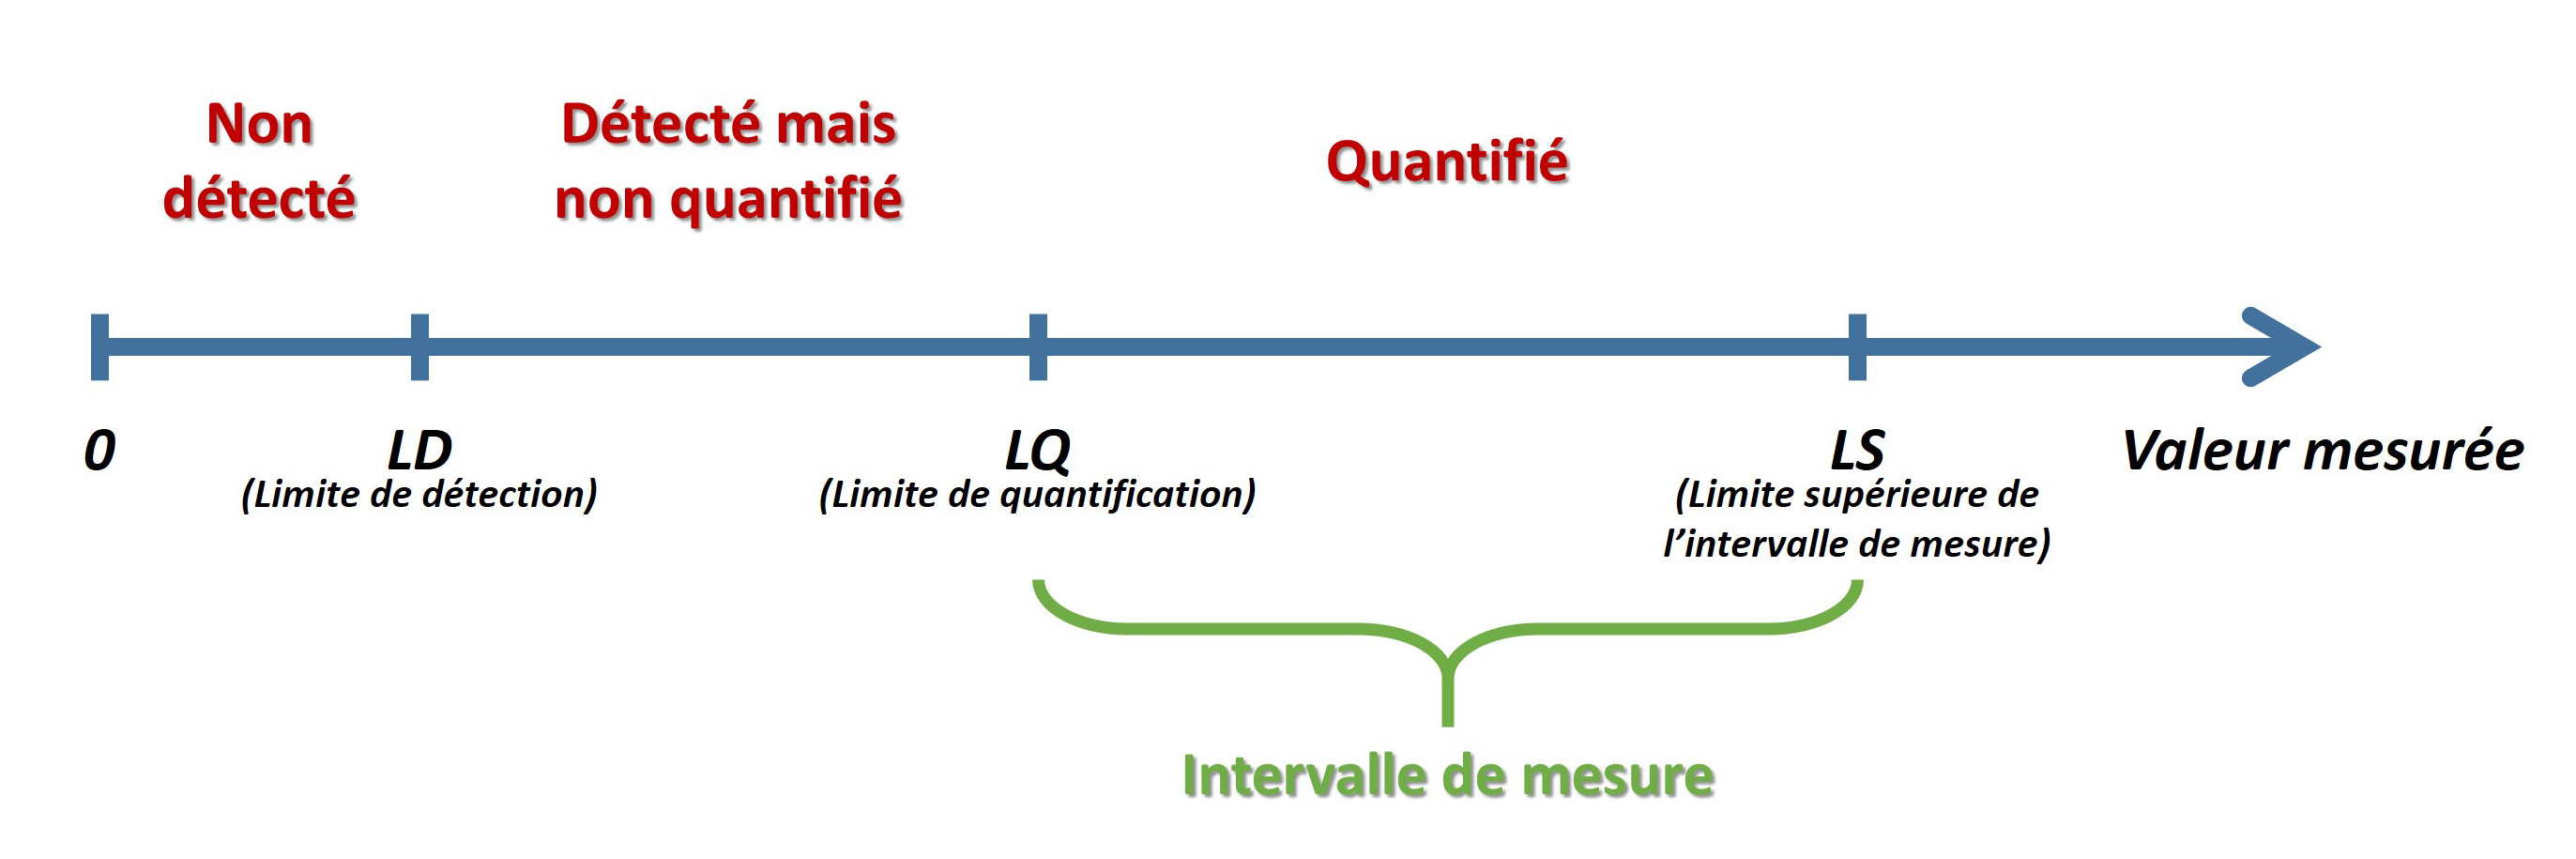 Non
détecté
Détecté mais
non quantifié
Quantifié
0
LD
(Limite de détection)
LQ
(Limite de quantification)
LS
(Limite supérieure de
l’intervalle de mesure)
Valeur mesurée
Intervalle de mesure